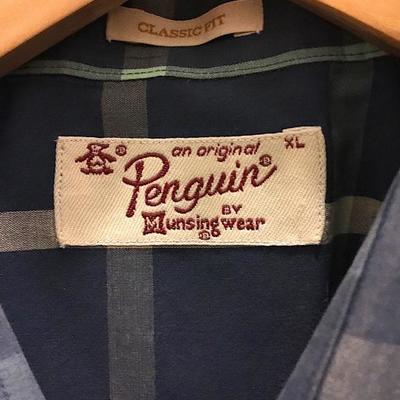 CLASSIC FIT
an original XL
Penguin®
BY
Munsingwear
®